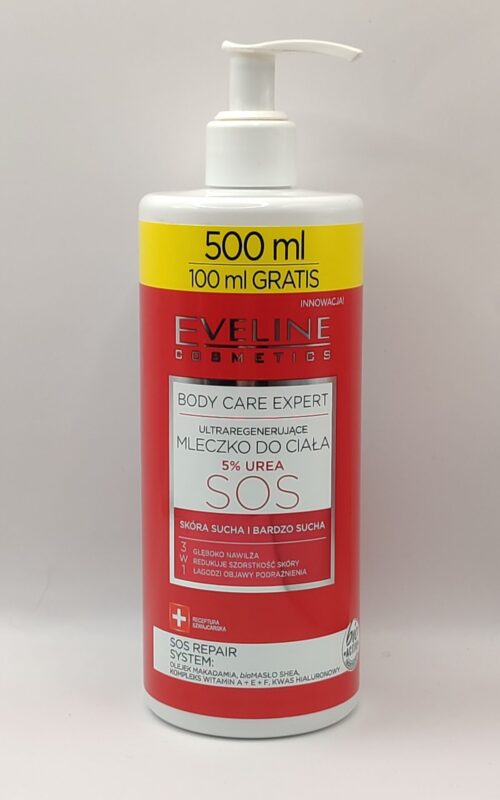 500 ml
100 ml GRATIS
INNOWACJA!
EVELINE
COSMETICS
BODY CARE EXPERT
ULTRAREGENERUJĄCE
MLECZKO DO CIAŁA
5% UREA
SOS
SKÓRA SUCHA I BARDZO SUCHA
3 W 1
GŁĘBOKO NAWILŻA
REDUKUJE SZORSTKOŚĆ SKÓRY
ŁAGODZI OBJAWY PODRAŻNIENIA
RECEPTURA
SZWAJCARSKA
bio
SOS REPAIR
SYSTEM:
OLEJEK MAKADAMIA, bioMASŁO SHEA,
KOMPLEKS WITAMIN A + E + F, KWAS HIALURONOWY